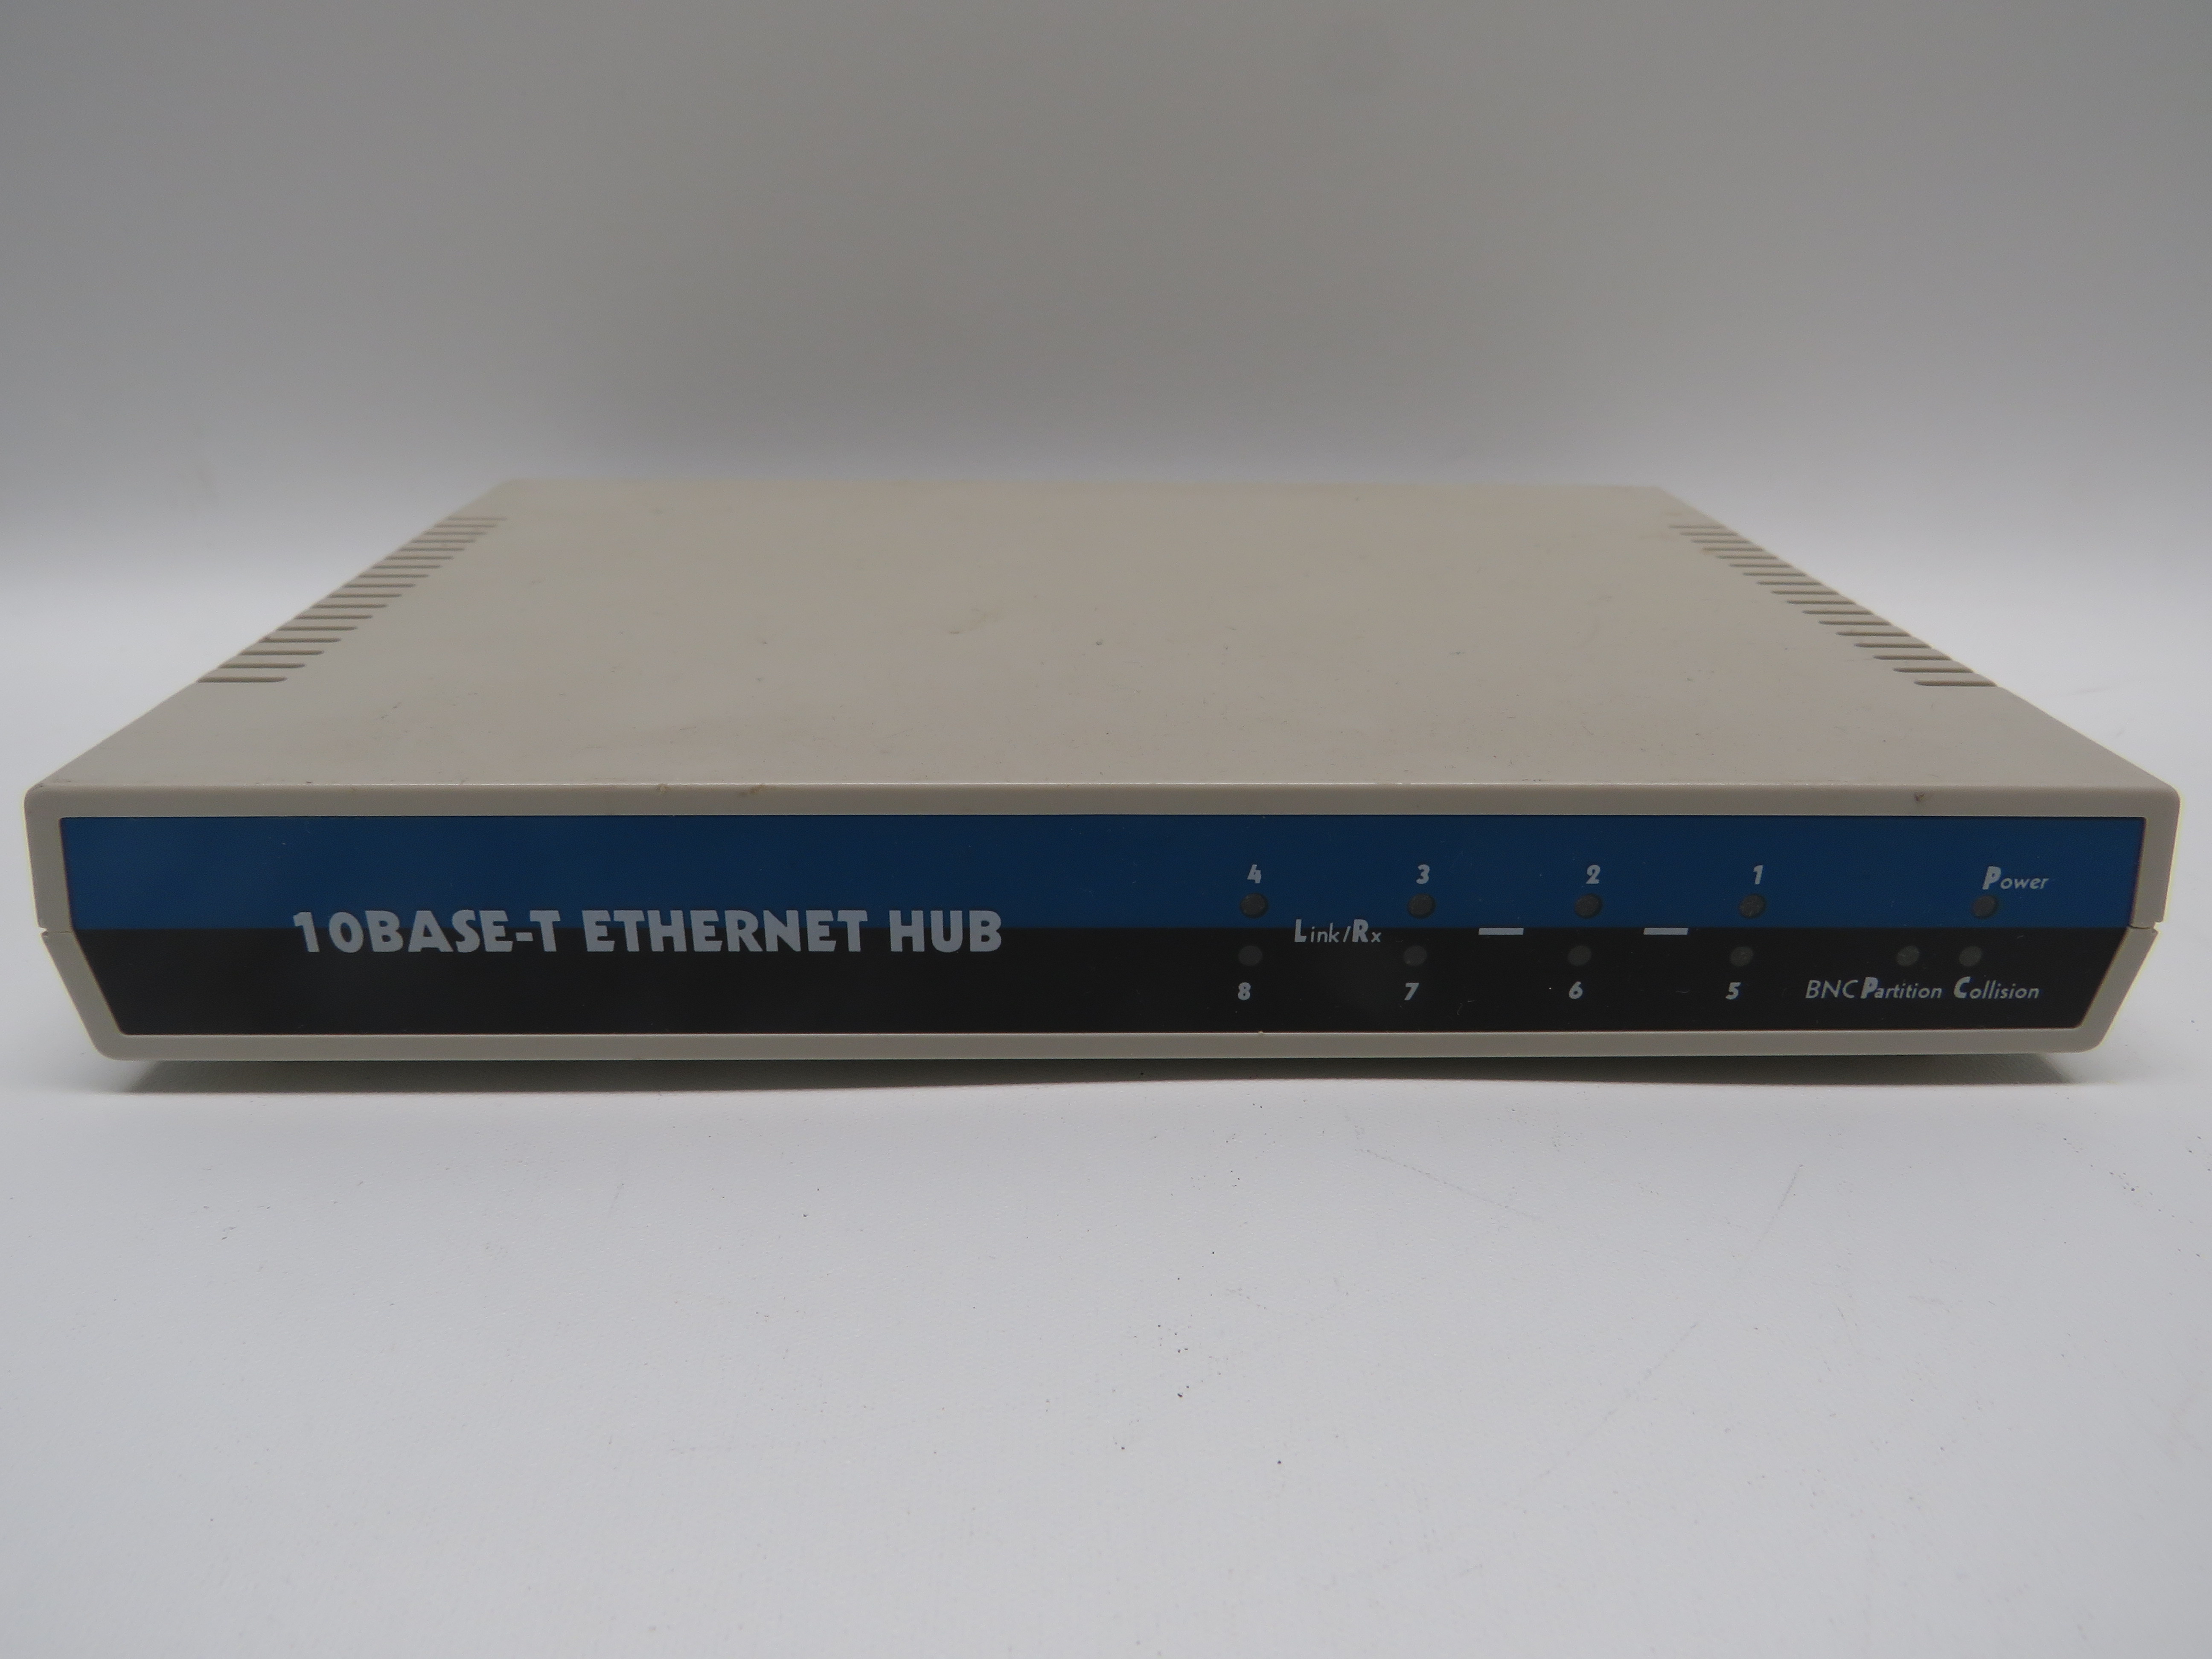 4 3 2 1 Power
10BASE-T ETHERNET HUB Link/Rx
8 7 6 5 BNC Partition Collision